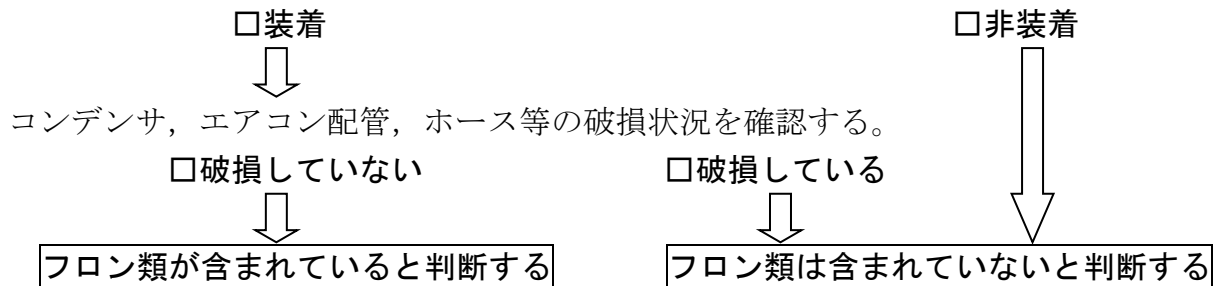 □装着 □非装着
コンデンサ，エアコン配管，ホース等の破損状況を確認する。
□破損していない □破損している
フロン類が含まれていると判断する フロン類は含まれていないと判断する